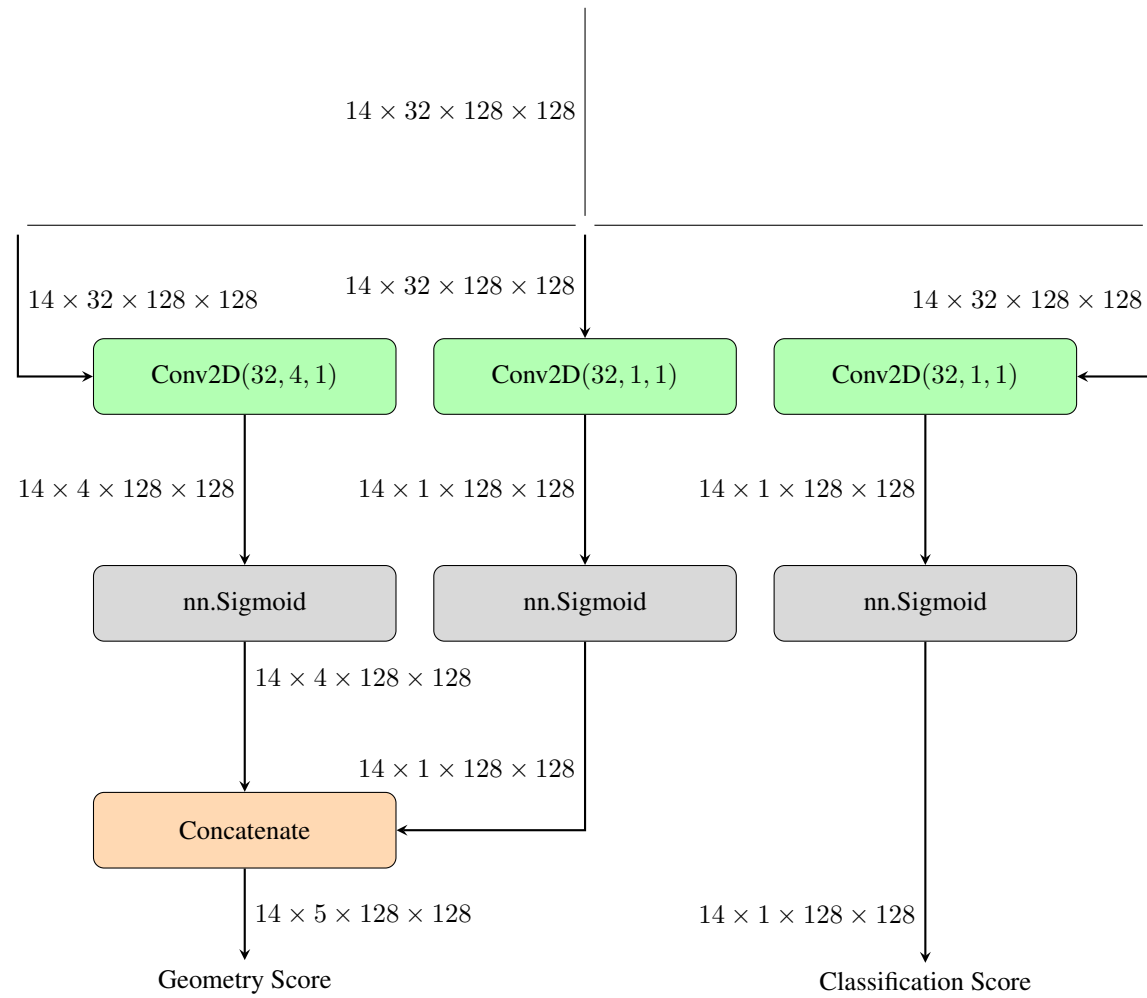 14 × 32 × 128 × 128
14 × 32 × 128 × 128
14 × 32 × 128 × 128
14 × 32 × 128 × 128
Conv2D(32, 4, 1)
Conv2D(32, 1, 1)
Conv2D(32, 1, 1)
14 × 4 × 128 × 128
14 × 1 × 128 × 128
14 × 1 × 128 × 128
nn.Sigmoid
nn.Sigmoid
nn.Sigmoid
14 × 4 × 128 × 128
14 × 1 × 128 × 128
Concatenate
14 × 5 × 128 × 128
14 × 1 × 128 × 128
Geometry Score
Classification Score